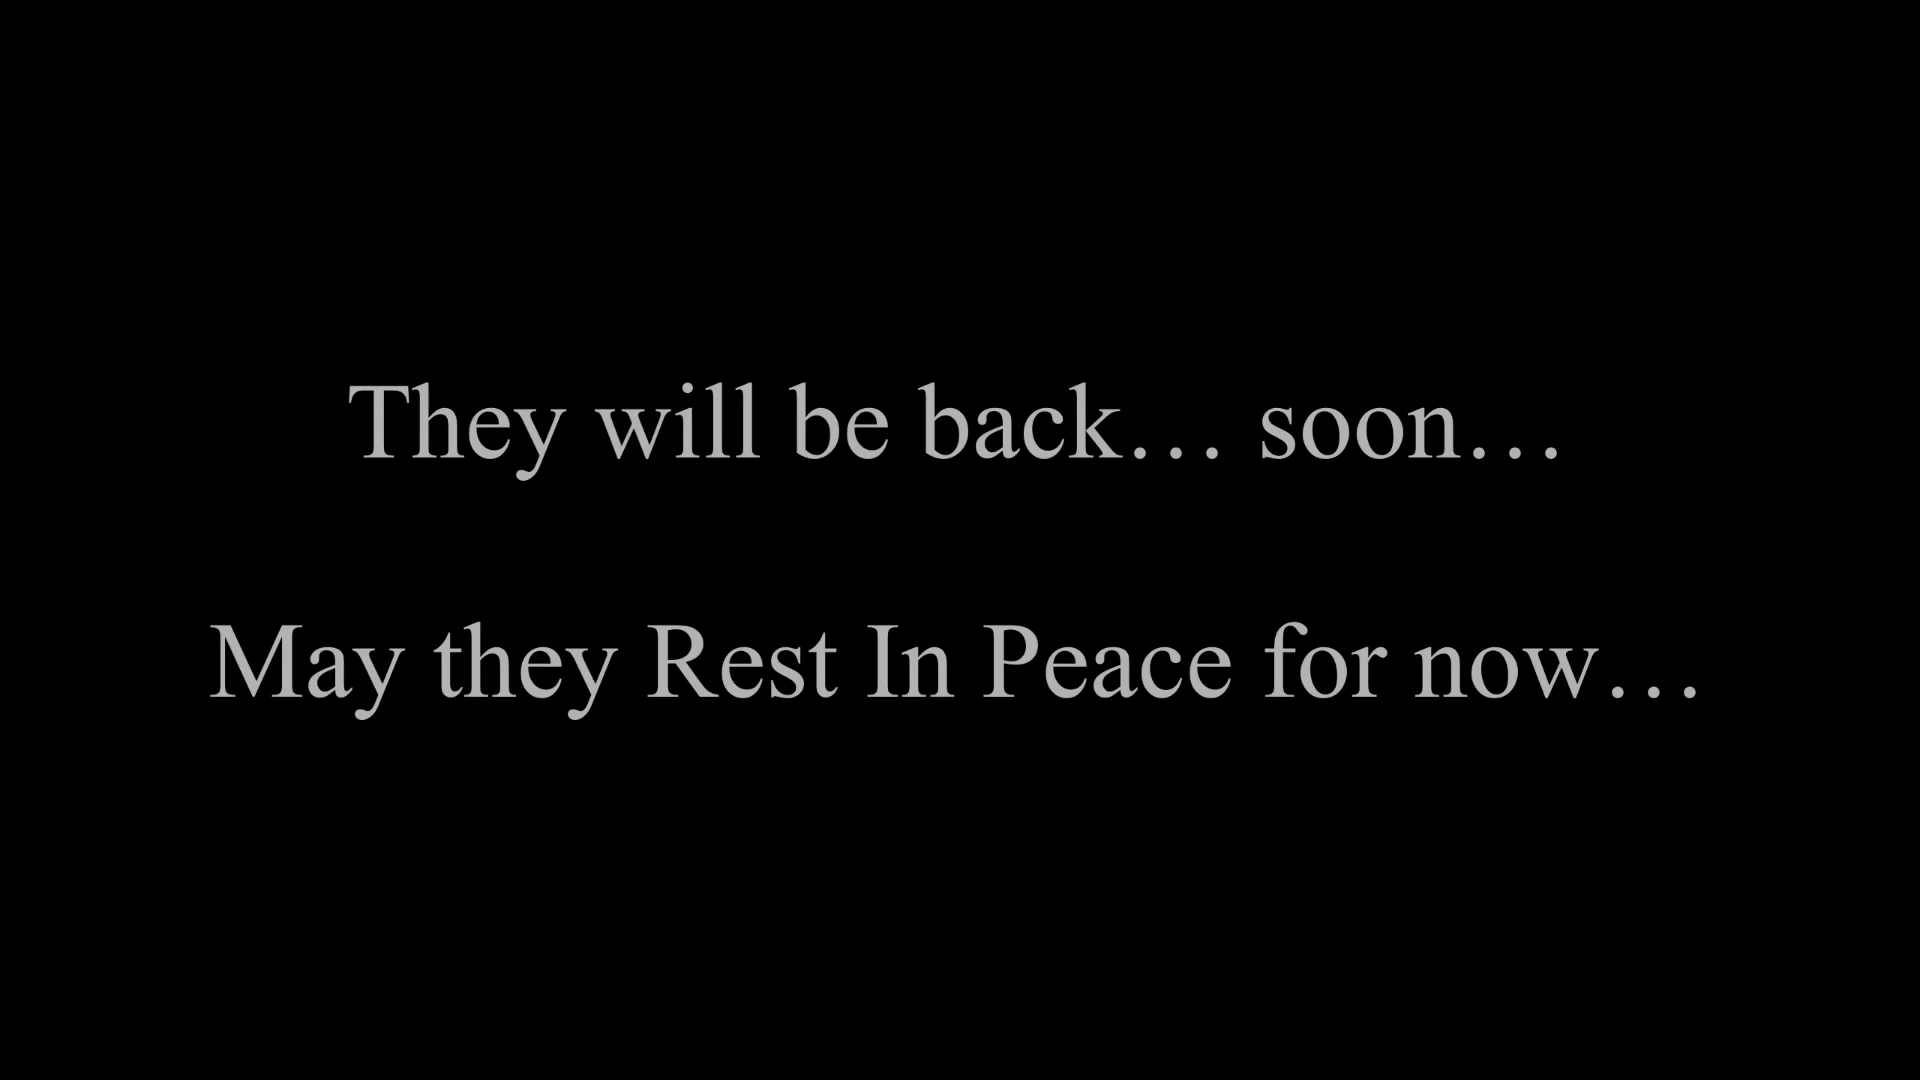 They will be back… soon…
May they Rest In Peace for now…